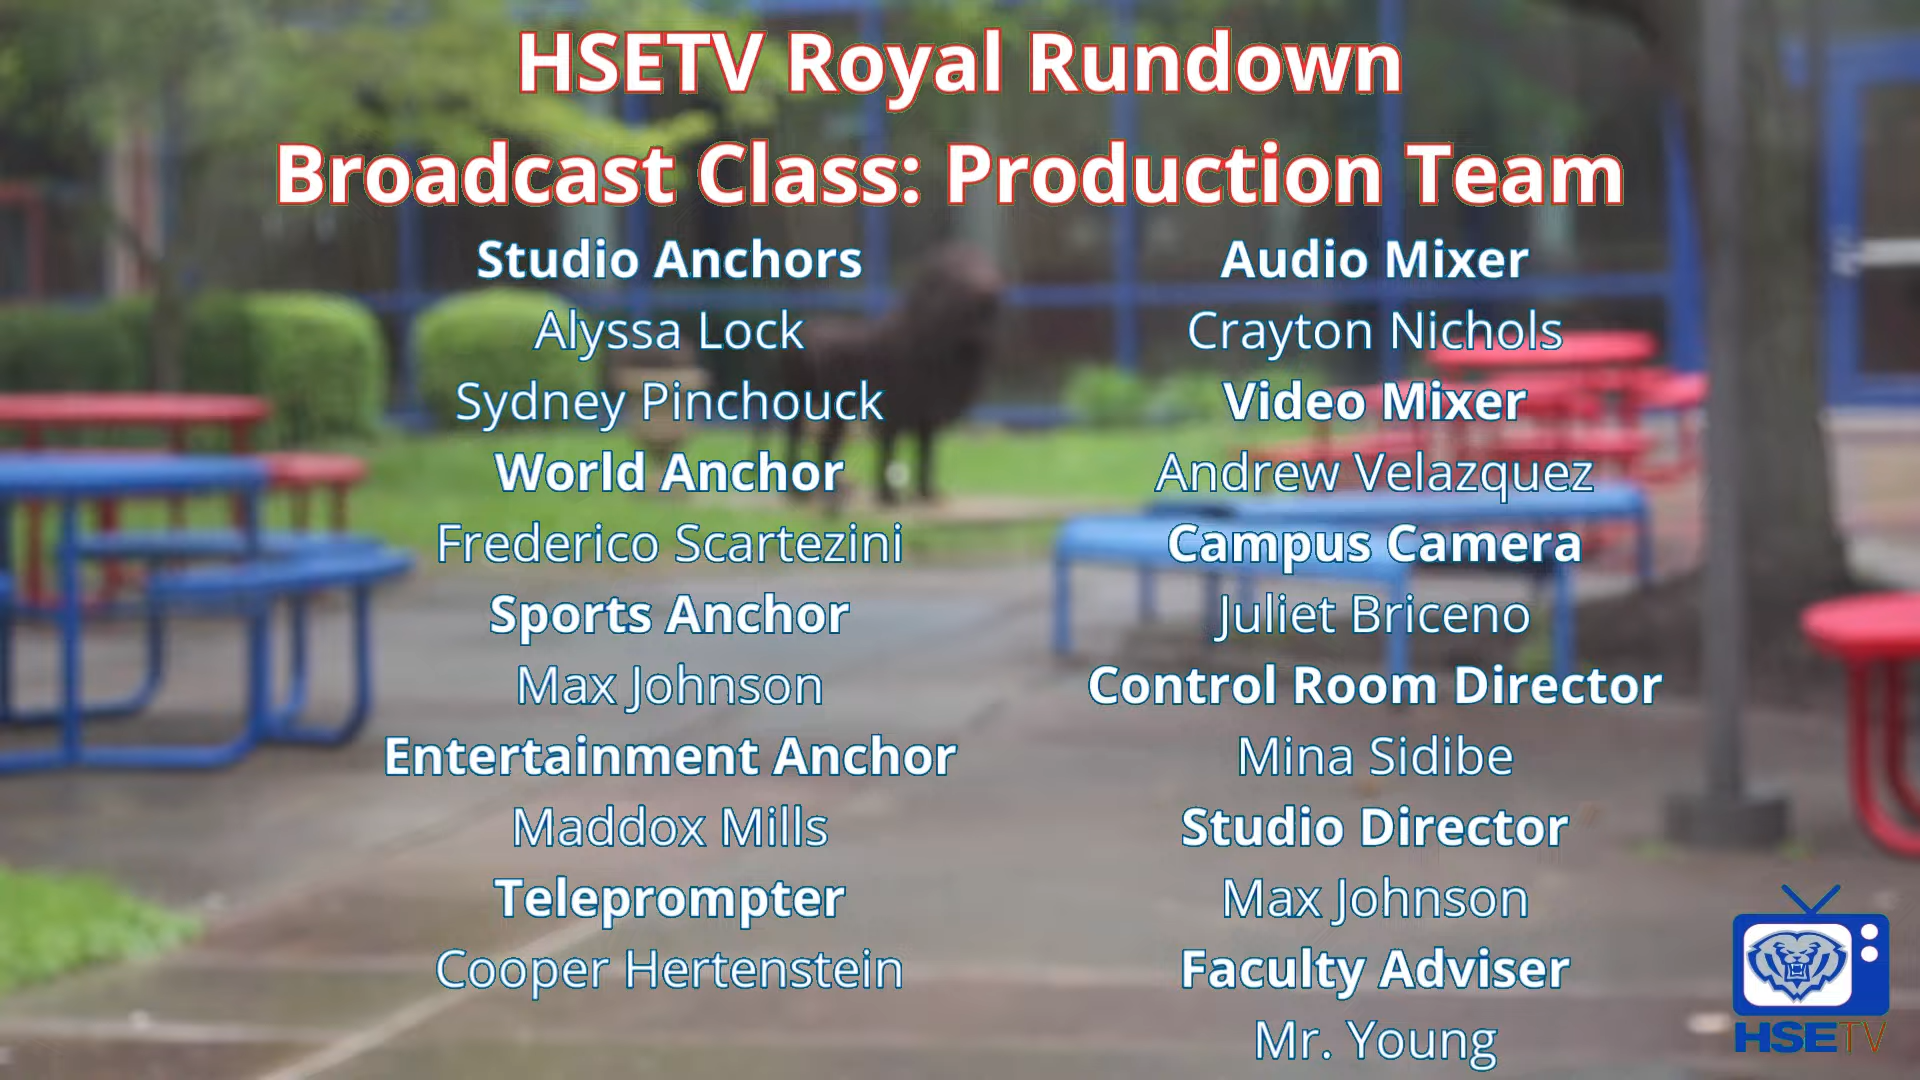 HSETV Royal Rundown
Broadcast Class: Production Team
Studio Anchors
Alyssa Lock
Sydney Pinchouck
World Anchor
Frederico Scartezini
Sports Anchor
Max Johnson
Entertainment Anchor
Maddox Mills
Teleprompter
Cooper Hertenstein
Audio Mixer
Crayton Nichols
Video Mixer
Andrew Velazquez
Campus Camera
Juliet Briceno
Control Room Director
Mina Sidibe
Studio Director
Max Johnson
Faculty Adviser
Mr. Young
HSETV